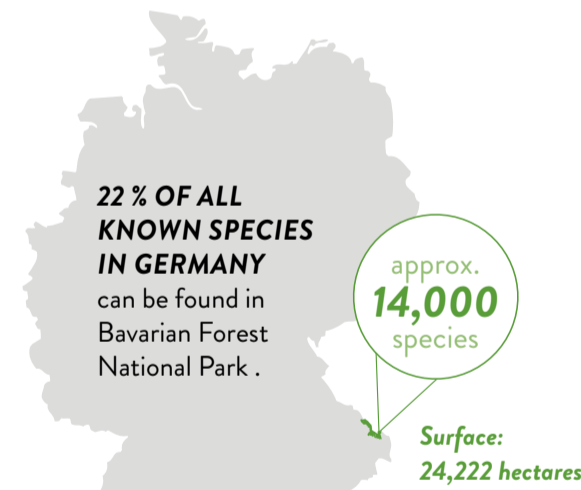 22 % OF ALL
KNOWN SPECIES
IN GERMANY
can be found in
Bavarian Forest
National Park .
approx.
14,000
species
Surface:
24,222 hectares